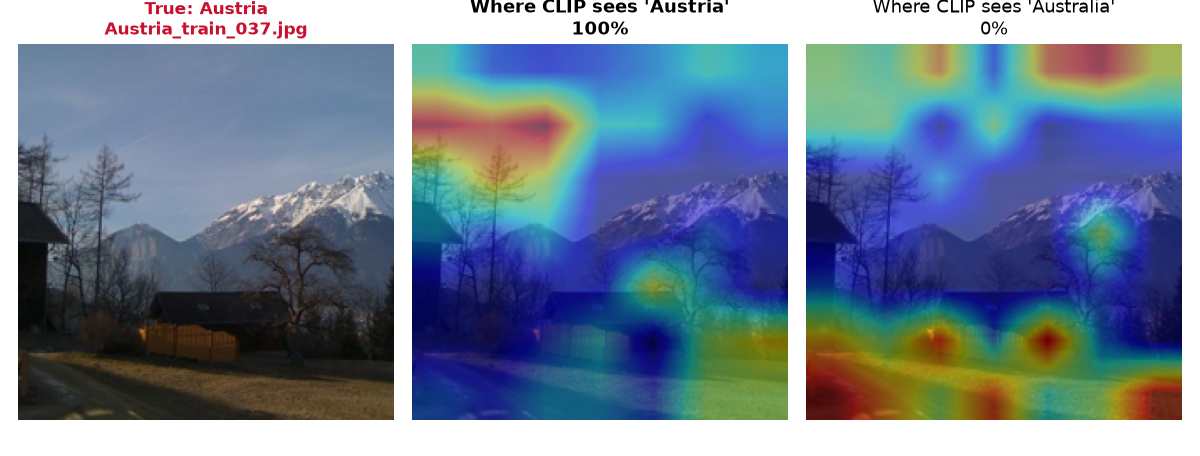 True: Austria
Austria_train_037.jpg
Where CLIP sees 'Austria'
100%
Where CLIP sees 'Australia'
0%